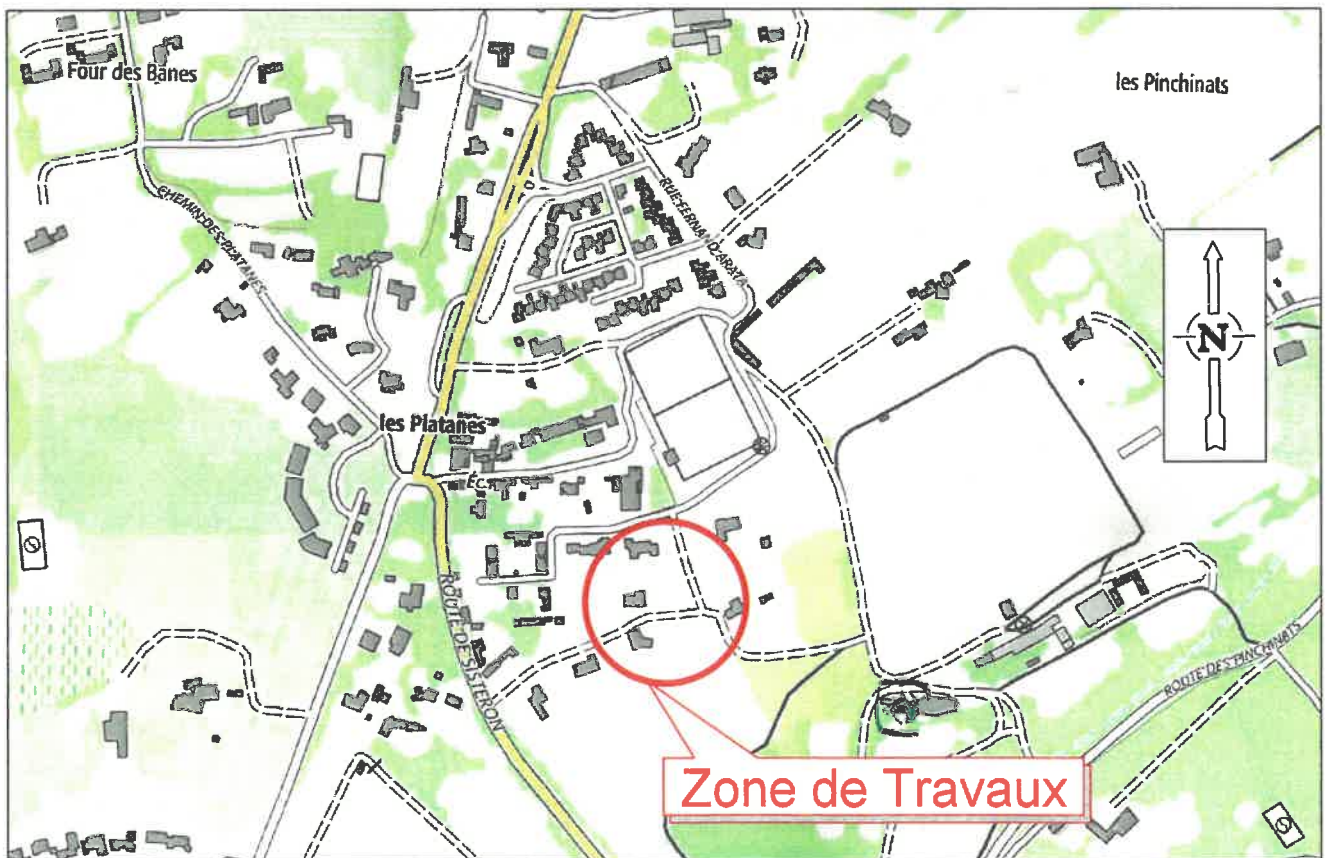 Four des Banes
les Pinchinats
CHEMIN DES PLATANES
RUE FERNAND ARATA
N
les Platanes
Éc.
ROUTE DE SISTERON
ROUTE DES PINCHINATS
Zone de Travaux